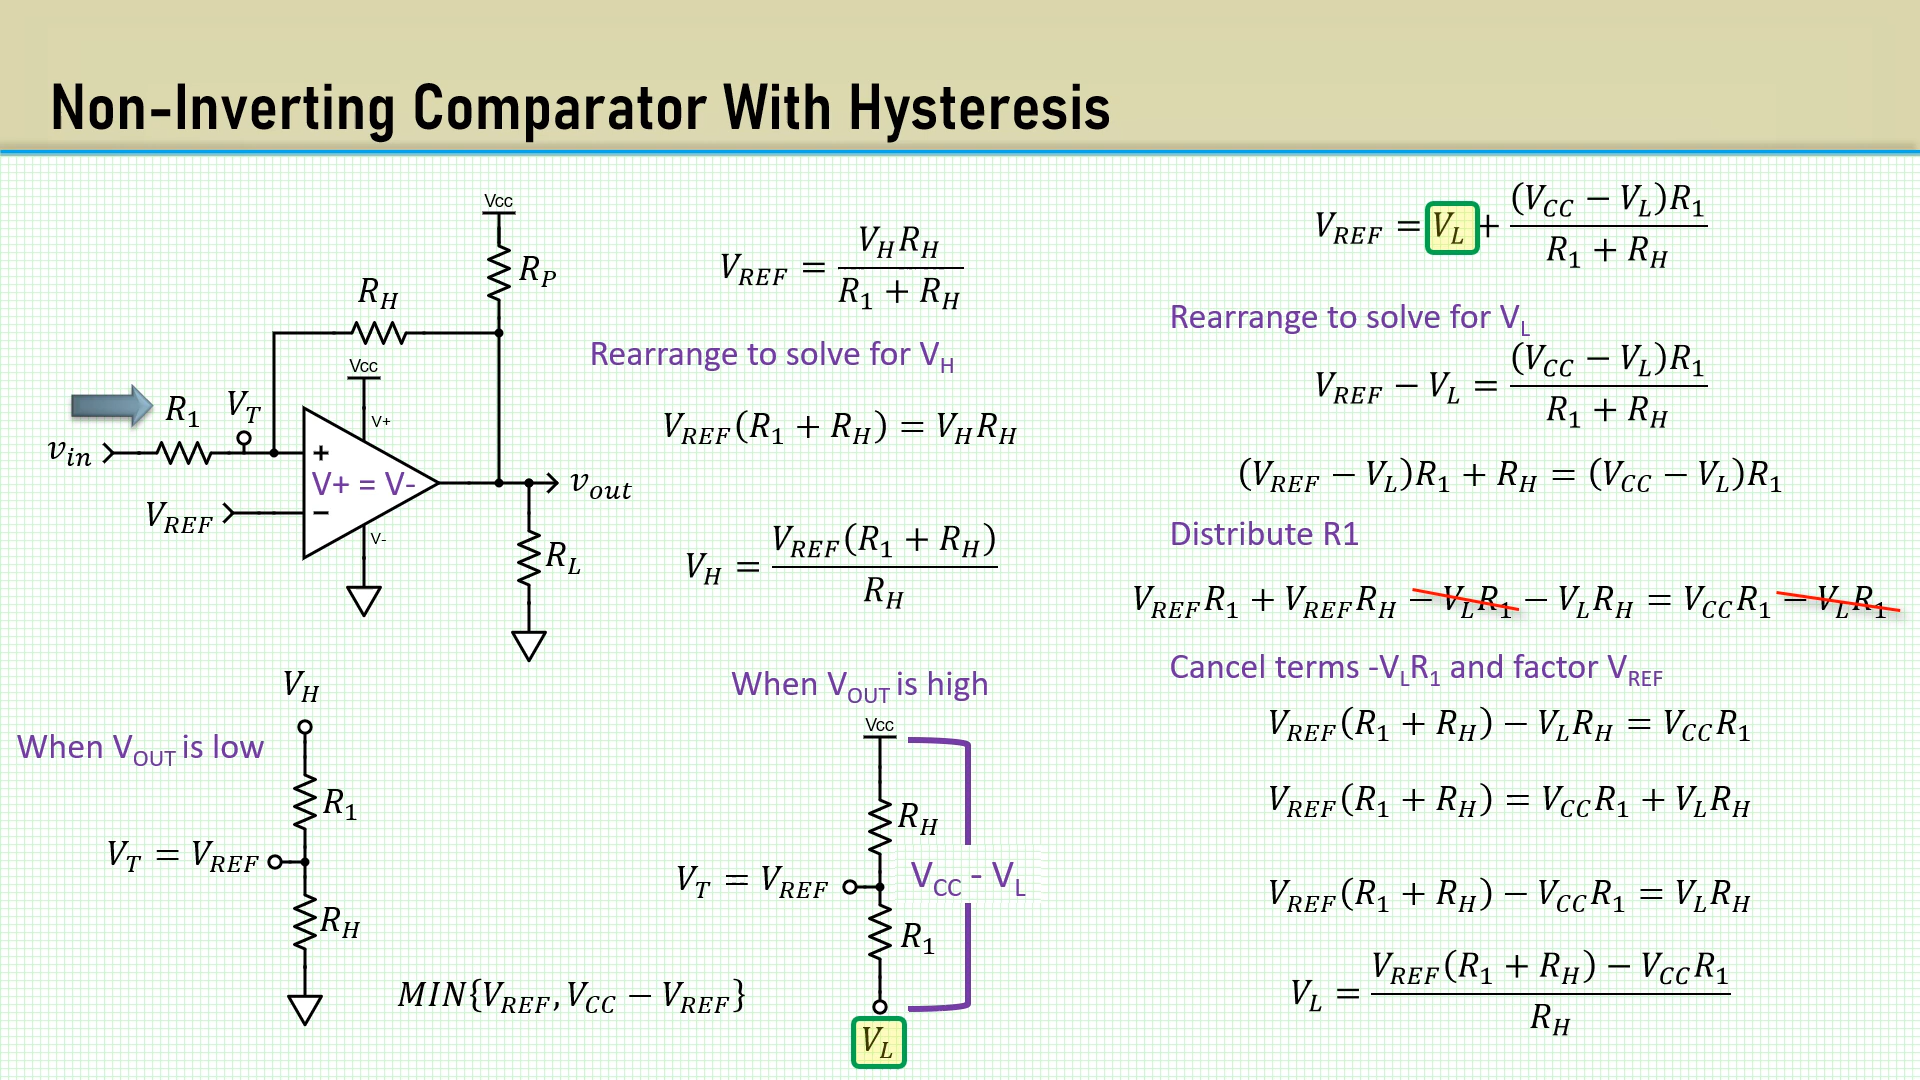 Non-Inverting Comparator With Hysteresis
Vcc
R_P
R_H
Vcc
V+
R_1
V_T
v_in
+
V+ = V-
−
V_REF
V-
v_out
R_L
V_REF = V_H R_H / (R_1 + R_H)
Rearrange to solve for V_H
V_REF(R_1 + R_H) = V_H R_H
V_H = V_REF(R_1 + R_H) / R_H
When V_OUT is low
V_H
R_1
V_T = V_REF
R_H
MIN{V_REF, V_CC − V_REF}
When V_OUT is high
Vcc
R_H
V_T = V_REF
V_CC - V_L
R_1
V_L
V_REF = V_L + (V_CC − V_L)R_1 / (R_1 + R_H)
Rearrange to solve for V_L
V_REF − V_L = (V_CC − V_L)R_1 / (R_1 + R_H)
(V_REF − V_L)R_1 + R_H = (V_CC − V_L)R_1
Distribute R1
V_REF R_1 + V_REF R_H − V_L R_1 − V_L R_H = V_CC R_1 − V_L R_1
Cancel terms -V_L R_1 and factor V_REF
V_REF(R_1 + R_H) − V_L R_H = V_CC R_1
V_REF(R_1 + R_H) = V_CC R_1 + V_L R_H
V_REF(R_1 + R_H) − V_CC R_1 = V_L R_H
V_L = (V_REF(R_1 + R_H) − V_CC R_1) / R_H